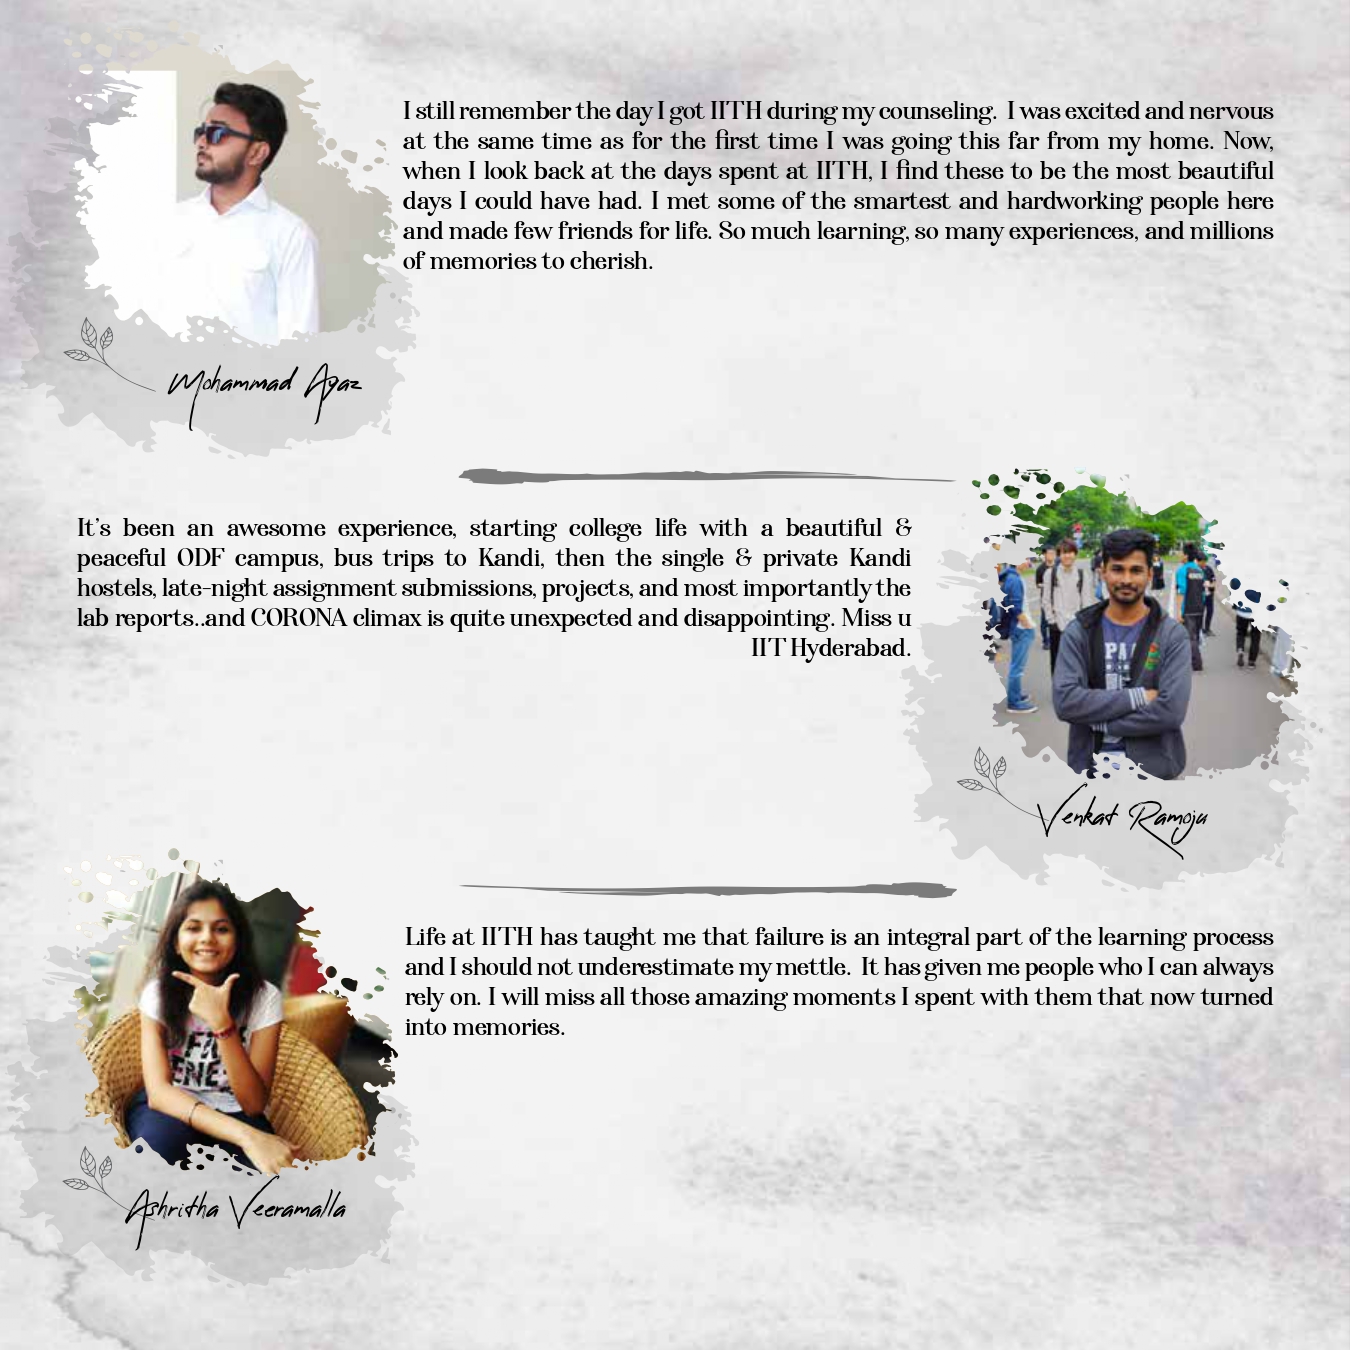 I still remember the day I got IITH during my counseling. I was excited and nervous
at the same time as for the first time I was going this far from my home. Now,
when I look back at the days spent at IITH, I find these to be the most beautiful
days I could have had. I met some of the smartest and hardworking people here
and made few friends for life. So much learning, so many experiences, and millions
of memories to cherish.
Mohammad Ayaz
It's been an awesome experience, starting college life with a beautiful &
peaceful ODF campus, bus trips to Kandi, then the single & private Kandi
hostels, late-night assignment submissions, projects, and most importantly the
lab reports..and CORONA climax is quite unexpected and disappointing. Miss u
IIT Hyderabad.
Venkat Ramoju
Life at IITH has taught me that failure is an integral part of the learning process
and I should not underestimate my mettle. It has given me people who I can always
rely on. I will miss all those amazing moments I spent with them that now turned
into memories.
Ashritha Veeramalla